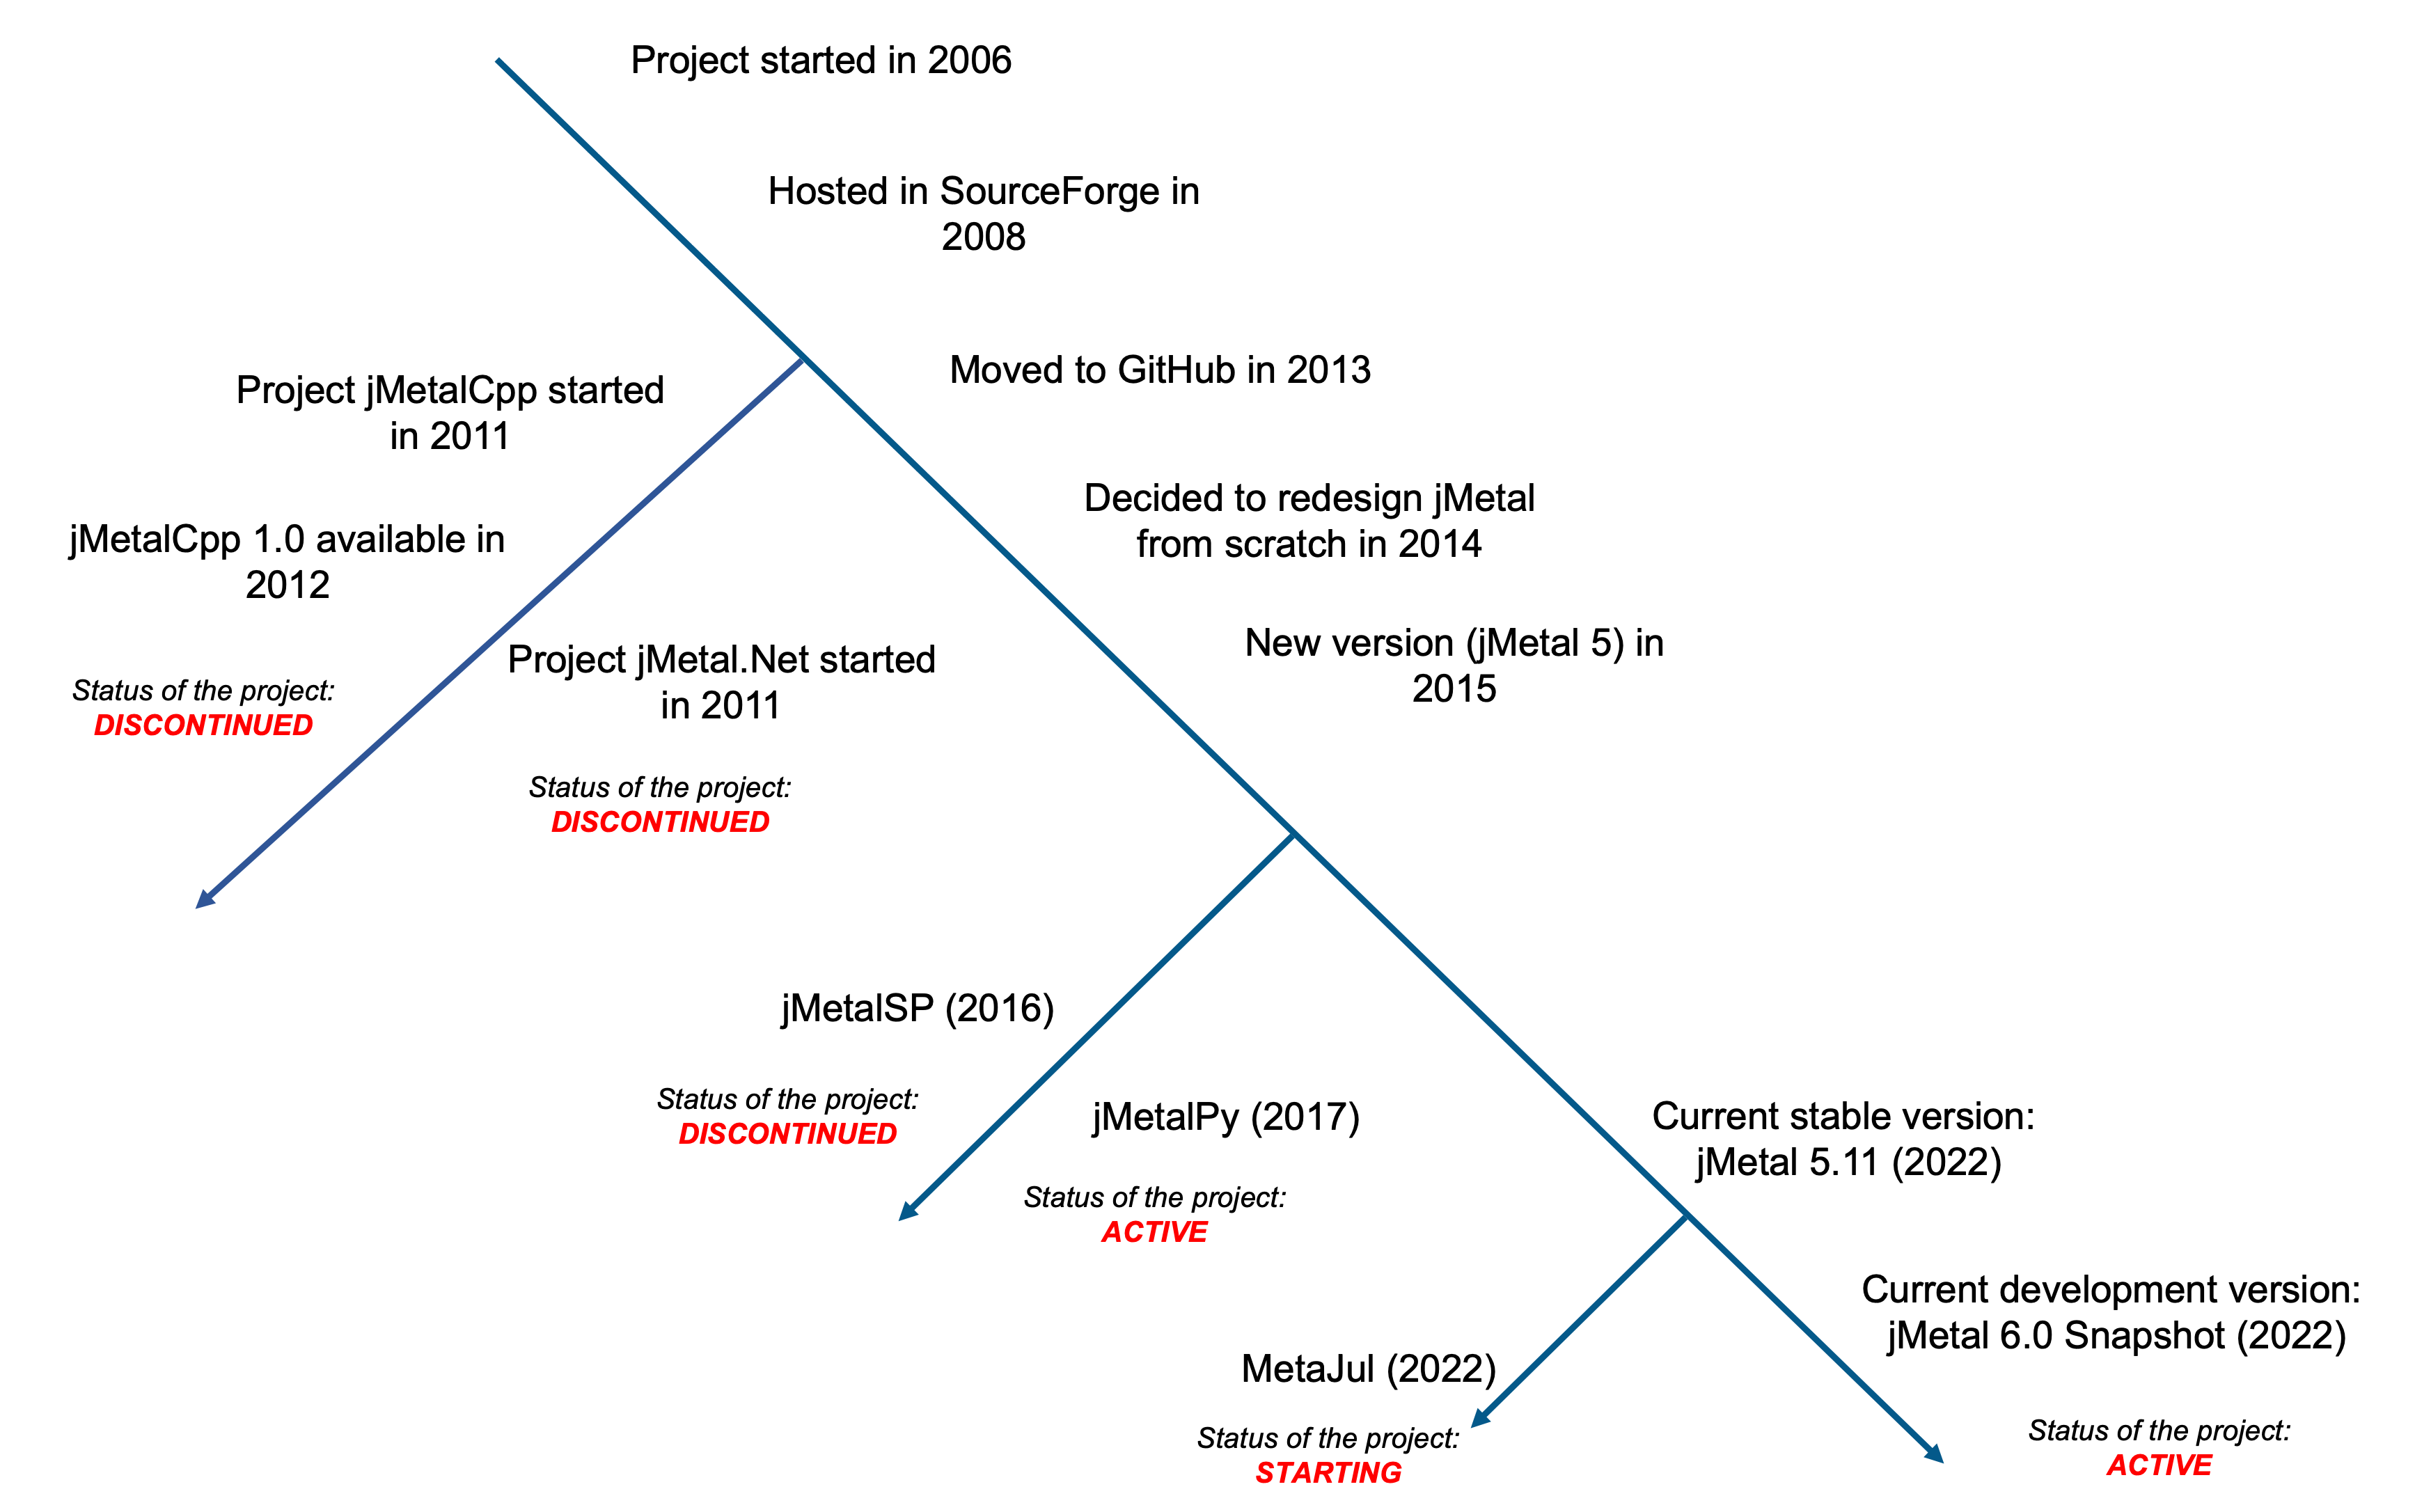 Project started in 2006
Hosted in SourceForge in
2008
Moved to GitHub in 2013
Project jMetalCpp started
in 2011
Decided to redesign jMetal
from scratch in 2014
jMetalCpp 1.0 available in
2012
New version (jMetal 5) in
2015
Project jMetal.Net started
in 2011
Status of the project:
DISCONTINUED
Status of the project:
DISCONTINUED
jMetalSP (2016)
Status of the project:
DISCONTINUED
jMetalPy (2017)
Status of the project:
ACTIVE
Current stable version:
jMetal 5.11 (2022)
Current development version:
jMetal 6.0 Snapshot (2022)
MetaJul (2022)
Status of the project:
STARTING
Status of the project:
ACTIVE